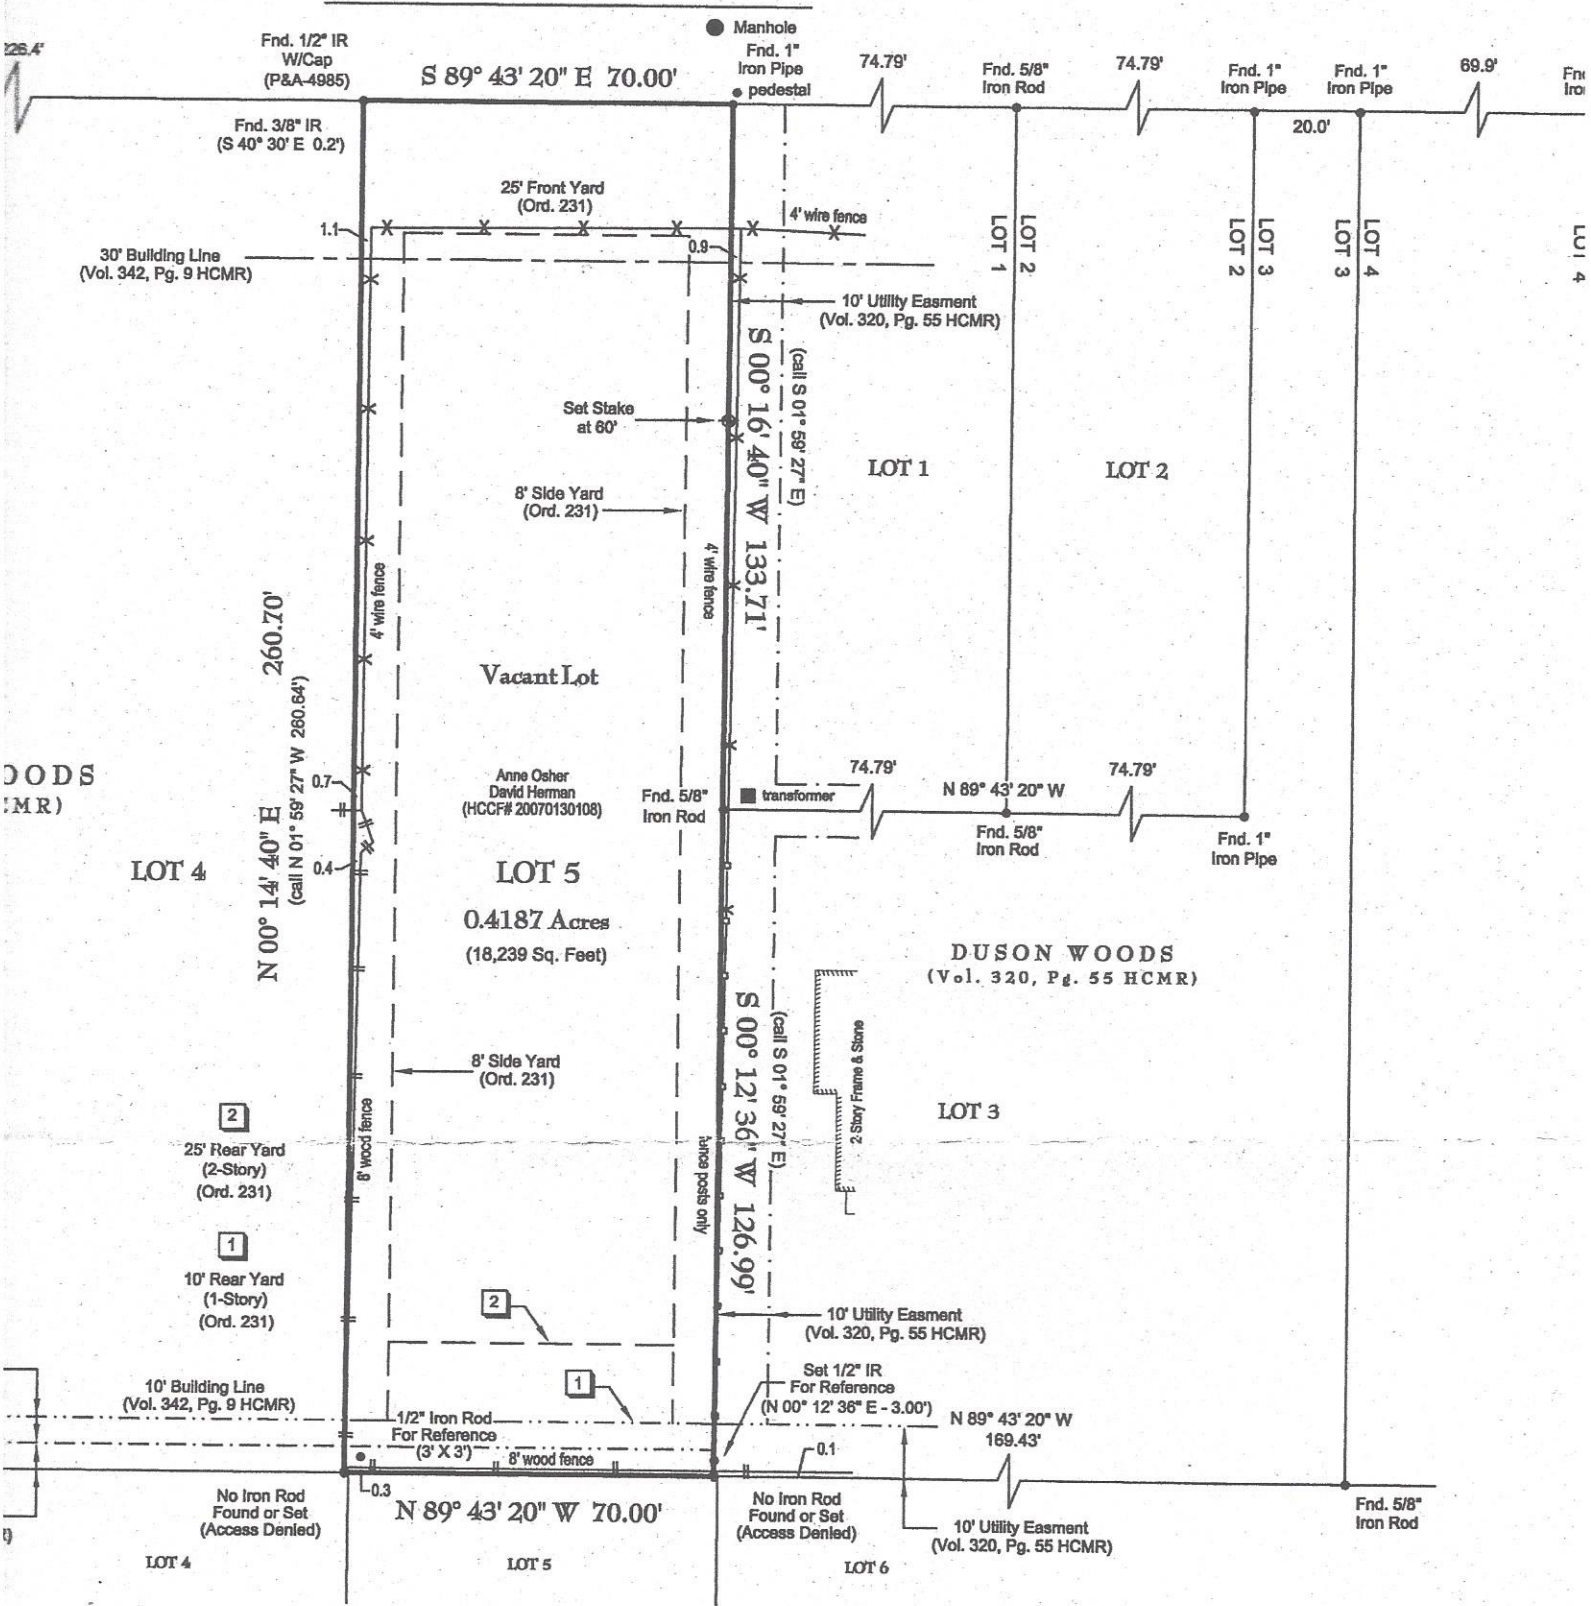 Manhole
226.4'
Fnd. 1/2" IR
W/Cap
(P&A-4985)
S 89° 43' 20" E 70.00'
Fnd. 1"
Iron Pipe
pedestal
74.79'
Fnd. 5/8"
Iron Rod
74.79'
Fnd. 1"
Iron Pipe
Fnd. 1"
Iron Pipe
69.9'
Fnd. 3/8" IR
(S 40° 30' E 0.2')
20.0'
25' Front Yard
(Ord. 231)
1.1
4' wire fence
0.9
30' Building Line
(Vol. 342, Pg. 9 HCMR)
LOT 1
LOT 2
LOT 2
LOT 3
LOT 3
LOT 4
10' Utility Easment
(Vol. 320, Pg. 55 HCMR)
S 00° 16' 40" W 133.71'
(call S 01° 59' 27" E)
Set Stake
at 60'
LOT 1
LOT 2
8' Side Yard
(Ord. 231)
4' wire fence
4' wire fence
N 00° 14' 40" E 260.70'
(call N 01° 59' 27" W 260.64')
Vacant Lot
OODS
MR)
0.7
Anne Osher
David Herman
(HCCF# 20070130108)
Fnd. 5/8"
Iron Rod
transformer
74.79'
N 89° 43' 20" W
74.79'
Fnd. 5/8"
Iron Rod
Fnd. 1"
Iron Pipe
LOT 4
0.4
LOT 5
0.4187 Acres
(18,239 Sq. Feet)
DUSON WOODS
(Vol. 320, Pg. 55 HCMR)
S 00° 12' 36" W 126.99'
(call S 01° 59' 27" E)
2-Story Frame & Stone
8' Side Yard
(Ord. 231)
LOT 3
8' wood fence
fence posts only
2
25' Rear Yard
(2-Story)
(Ord. 231)
1
10' Rear Yard
(1-Story)
(Ord. 231)
2
10' Utility Easment
(Vol. 320, Pg. 55 HCMR)
1
Set 1/2" IR
For Reference
(N 00° 12' 36" E - 3.00')
10' Building Line
(Vol. 342, Pg. 9 HCMR)
1/2" Iron Rod
For Reference
(3' X 3')
8' wood fence
N 89° 43' 20" W
169.43'
0.1
0.3
No Iron Rod
Found or Set
(Access Denied)
N 89° 43' 20" W 70.00'
No Iron Rod
Found or Set
(Access Denied)
10' Utility Easment
(Vol. 320, Pg. 55 HCMR)
Fnd. 5/8"
Iron Rod
LOT 4
LOT 5
LOT 6